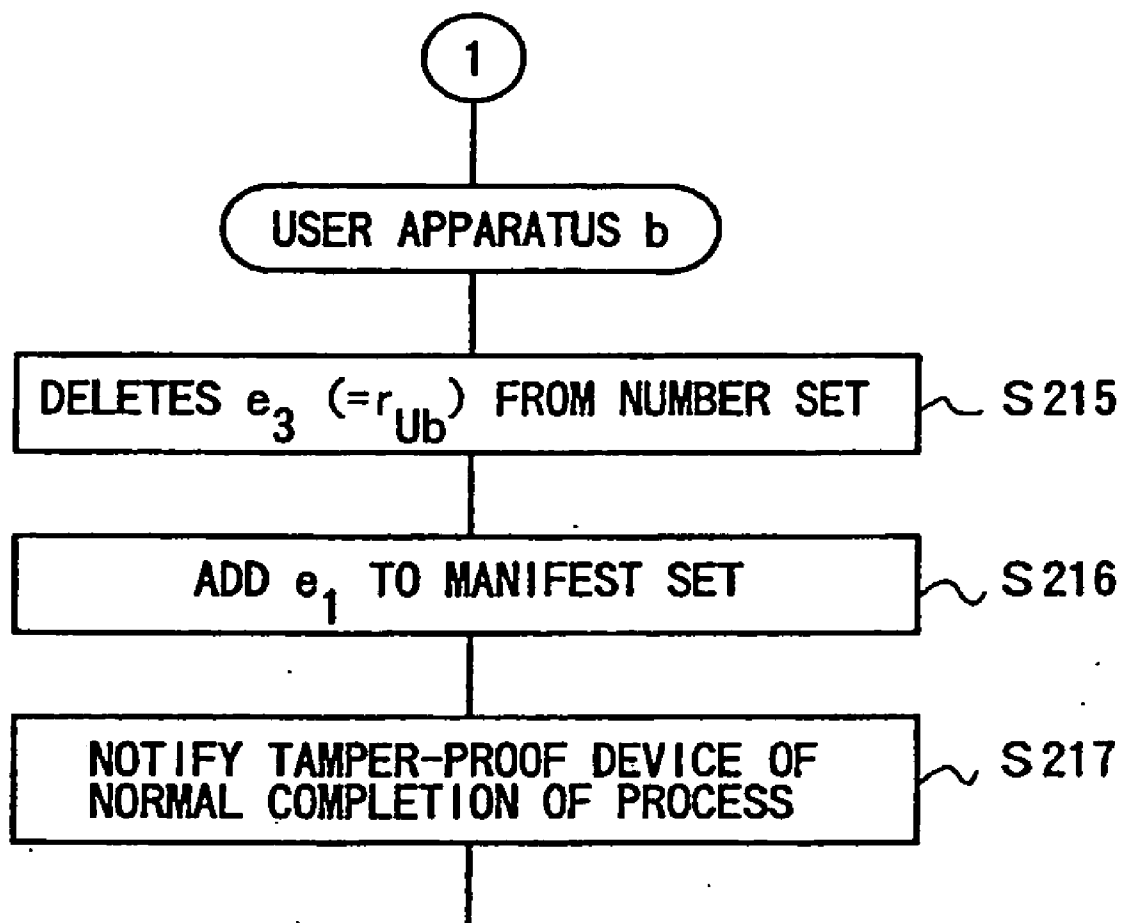 1
USER APPARATUS b
DELETES e₃ (=r_Ub) FROM NUMBER SET
S215
ADD e₁ TO MANIFEST SET
S216
NOTIFY TAMPER-PROOF DEVICE OF
NORMAL COMPLETION OF PROCESS
S217